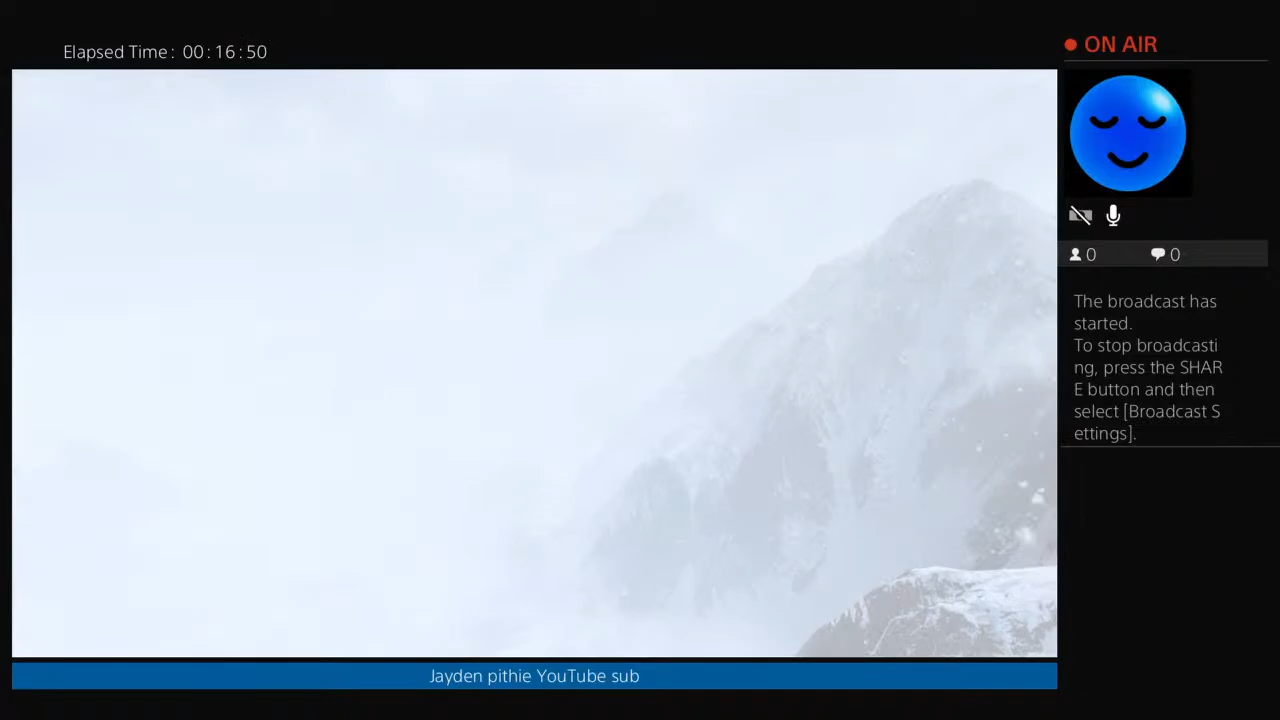 Elapsed Time: 00:16:50
ON AIR
0 0
The broadcast has
started.
To stop broadcasti
ng, press the SHAR
E button and then
select [Broadcast S
ettings].
Jayden pithie YouTube sub